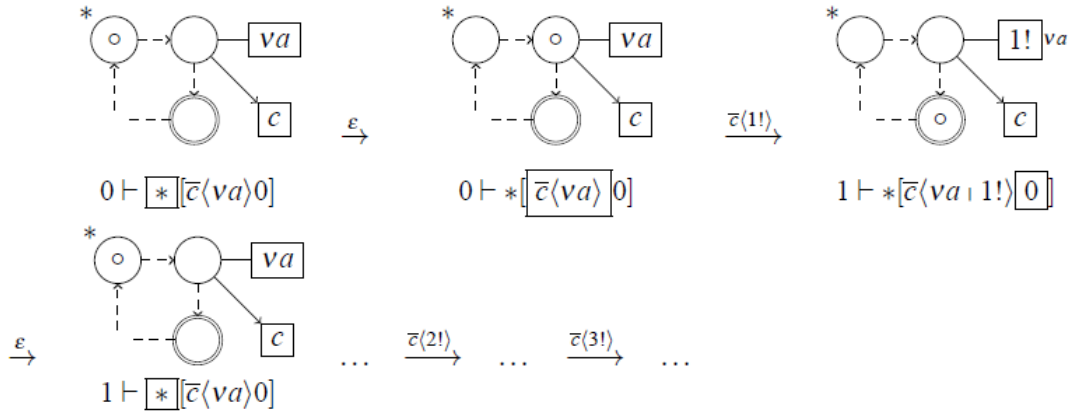 * νa * νa * 1! νa
c ε→ c c̅⟨1!⟩→ c
0 ⊢ *[c̅⟨νa⟩0] 0 ⊢ *[c̅⟨νa⟩0] 1 ⊢ *[c̅⟨νa ı 1!⟩0]
* νa
ε→ c … c̅⟨2!⟩→ … c̅⟨3!⟩→ …
1 ⊢ *[c̅⟨νa⟩0]